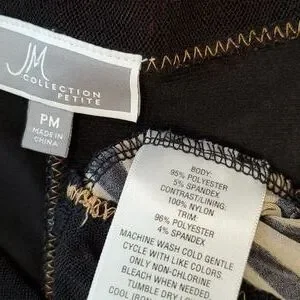 JM
COLLECTION
PETITE
PM
MADE IN
CHINA
BODY:
95% POLYESTER
5% SPANDEX
CONTRAST/LINING:
100% NYLON
TRIM:
96% POLYESTER
4% SPANDEX
MACHINE WASH COLD GENTLE
CYCLE WITH LIKE COLORS.
ONLY NON-CHLORINE
BLEACH WHEN NEEDED
TUMBLE DRY LO
COOL IRON